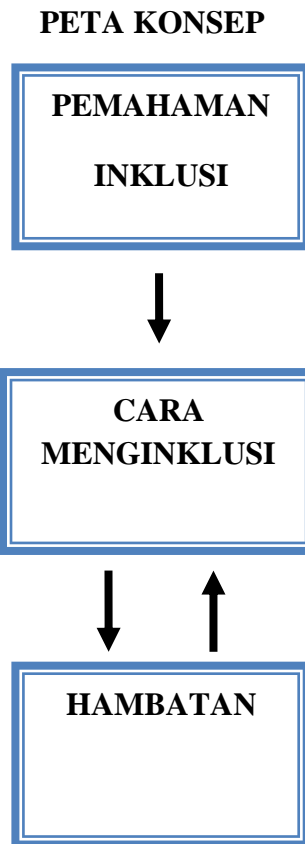 PETA KONSEP
PEMAHAMAN
INKLUSI
CARA
MENGINKLUSI
HAMBATAN